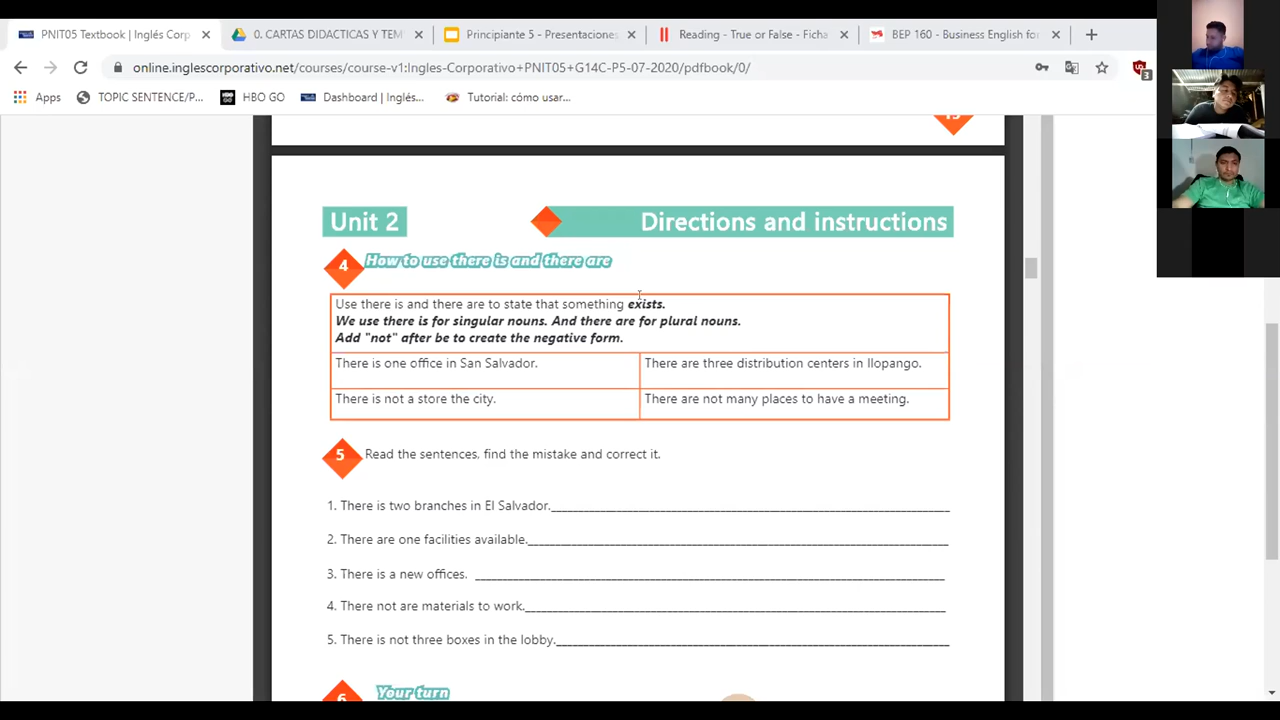 PNIT05 Textbook | Inglés Corp
0. CARTAS DIDACTICAS Y TEM
Principiante 5 - Presentaciones
Reading - True or False - Ficha
BEP 160 - Business English for
online.inglescorporativo.net/courses/course-v1:Ingles-Corporativo+PNIT05+G14C-P5-07-2020/pdfbook/0/
3
Apps
TOPIC SENTENCE/P...
HBO GO
Dashboard | Inglés...
Tutorial: cómo usar...
Unit 2
Directions and instructions
4
How to use there is and there are
Use there is and there are to state that something exists.
We use there is for singular nouns. And there are for plural nouns.
Add "not" after be to create the negative form.
There is one office in San Salvador.
There are three distribution centers in Ilopango.
There is not a store the city.
There are not many places to have a meeting.
5
Read the sentences, find the mistake and correct it.
1. There is two branches in El Salvador.
2. There are one facilities available.
3. There is a new offices.
4. There not are materials to work.
5. There is not three boxes in the lobby.
6
Your turn